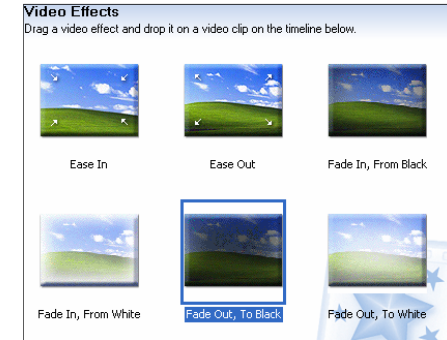 Video Effects
Drag a video effect and drop it on a video clip on the timeline below.
Ease In
Ease Out
Fade In, From Black
Fade In, From White
Fade Out, To Black
Fade Out, To White